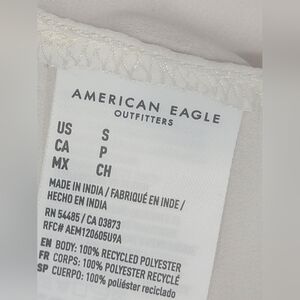 AMERICAN EAGLE
OUTFITTERS
US S
CA P
MX CH
MADE IN INDIA / FABRIQUÉ EN INDE /
HECHO EN INDIA
RN 54485 / CA 03873
RFC# AEM120605U9A
EN BODY: 100% RECYCLED POLYESTER
FR CORPS: 100% POLYESTER RECYCLÉ
SP CUERPO: 100% poliéster reciclado